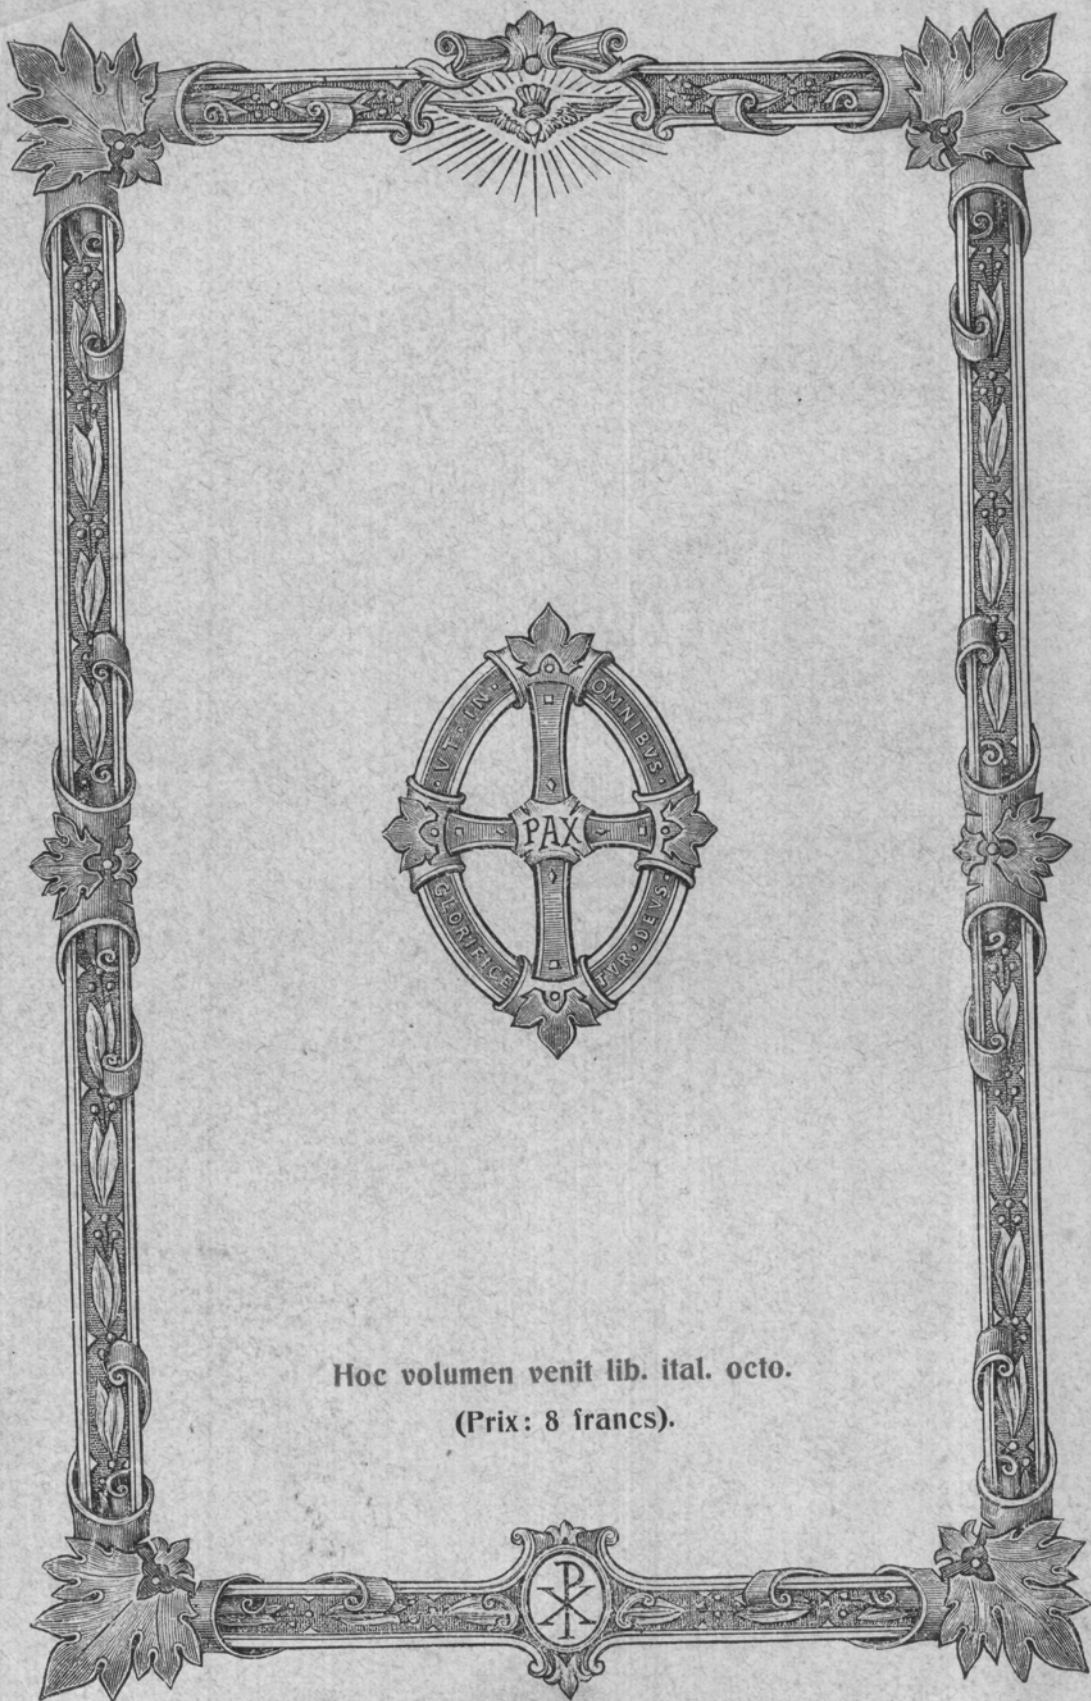 · VT · IN ·
OMNIBVS ·
PAX
GLORIFICE
TVR · DEVS ·
Hoc volumen venit lib. ital. octo.
(Prix: 8 francs).